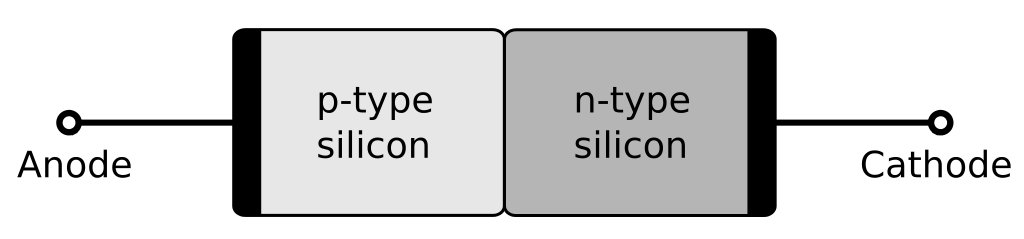 p-type
silicon
n-type
silicon
Anode
Cathode